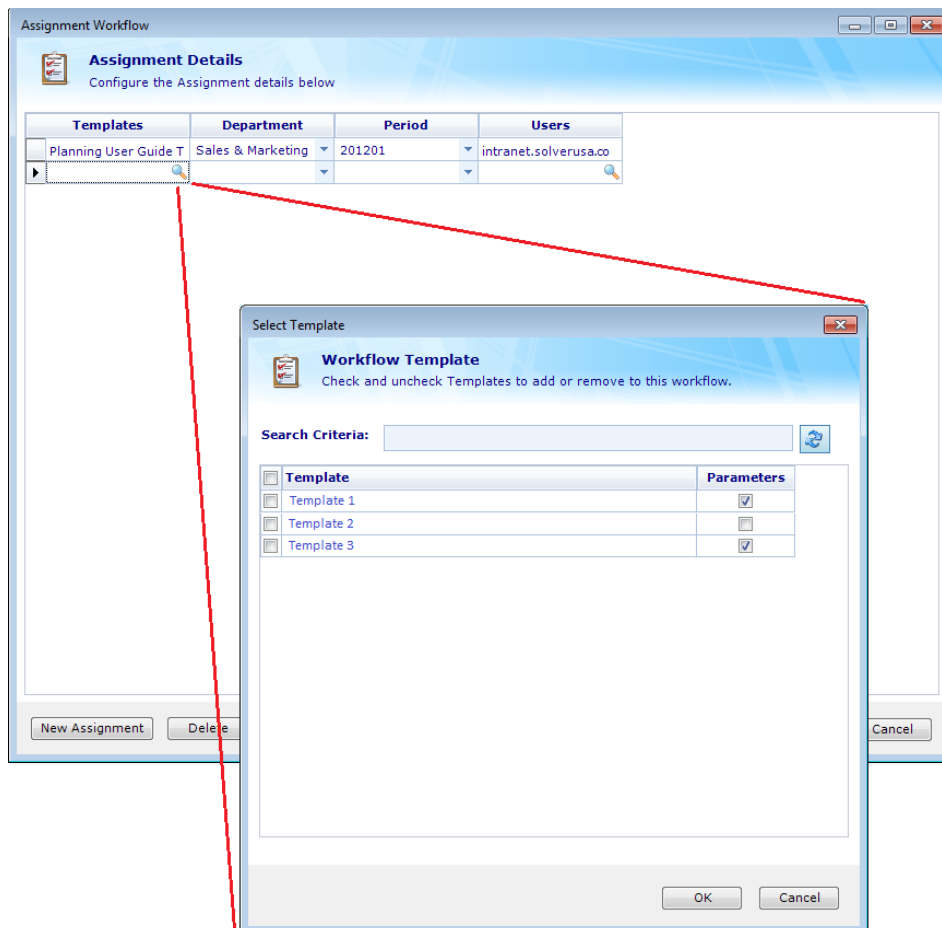 Assignment Workflow
Assignment Details
Configure the Assignment details below
Templates Department Period Users
Planning User Guide T Sales & Marketing 201201 intranet.solverusa.co
Select Template
Workflow Template
Check and uncheck Templates to add or remove to this workflow.
Search Criteria:
Template Parameters
Template 1
Template 2
Template 3
New Assignment Delete Cancel
OK Cancel